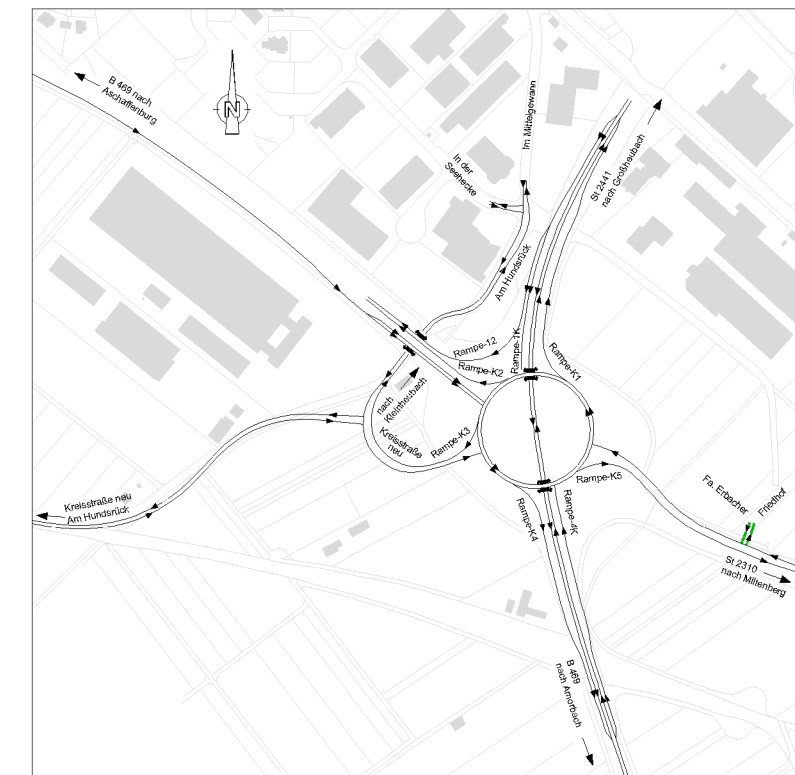 B 469 nach
Aschaffenburg
N
Im Mittelgewann
In der
Seehecke
St 2441
nach Großheubach
Am Hundsrück
Rampe-12
Rampe-K2
Rampe-1K
Rampe-K1
nach
Kleinheubach
Kreisstraße
neu
Rampe-K3
Kreisstraße neu
Am Hundsrück
Rampe-K5
Rampe-K4
Rampe-4K
Fa. Erbacher
Friedhof
St 2310
nach Miltenberg
B 469
nach Amorbach